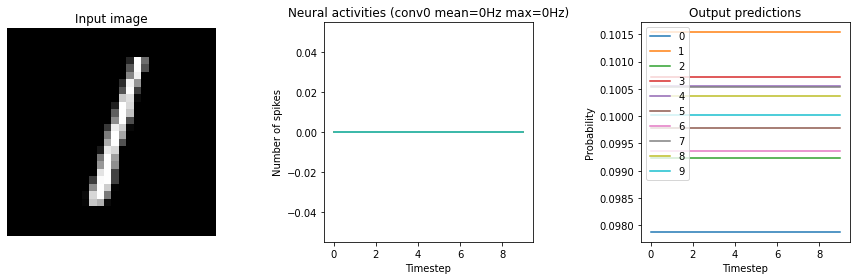 Input image
Neural activities (conv0 mean=0Hz max=0Hz)
Number of spikes
0.04
0.02
0.00
−0.02
−0.04
0 2 4 6 8
Timestep
Output predictions
Probability
0.1015
0.1010
0.1005
0.1000
0.0995
0.0990
0.0985
0.0980
0
1
2
3
4
5
6
7
8
9
0 2 4 6 8
Timestep